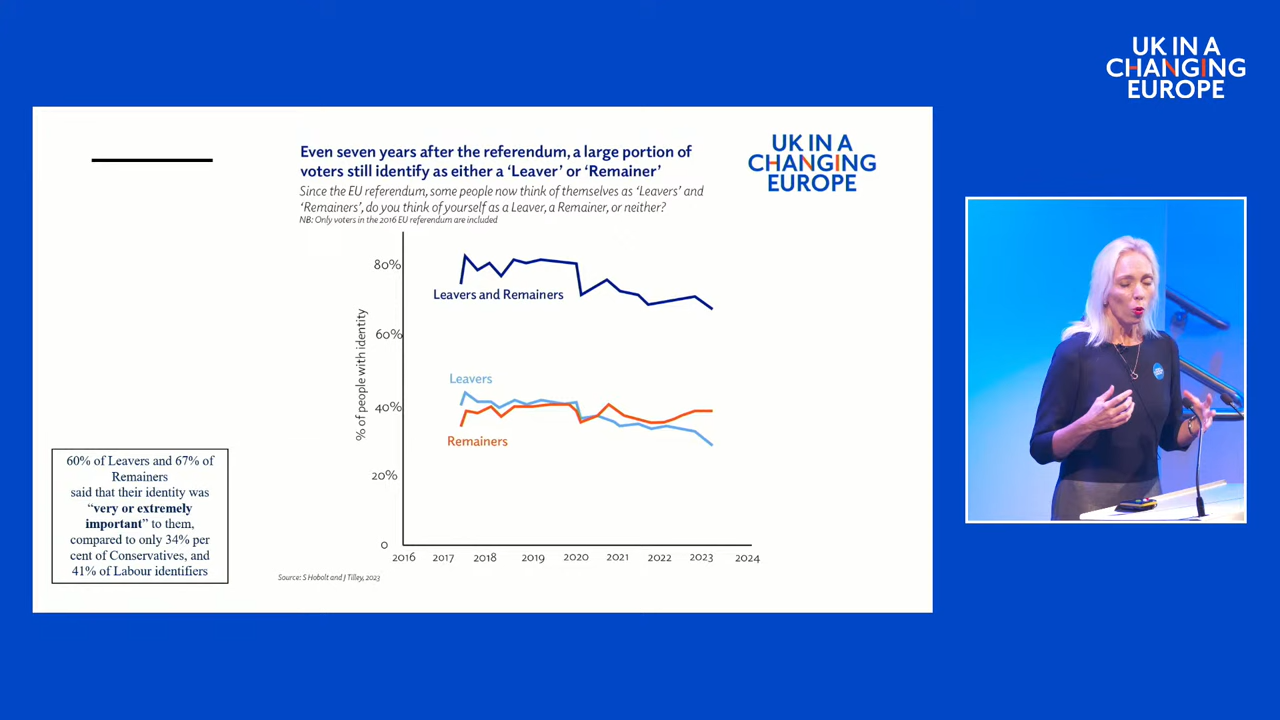 UK IN A
CHANGING
EUROPE
Even seven years after the referendum, a large portion of
voters still identify as either a ‘Leaver’ or ‘Remainer’
Since the EU referendum, some people now think of themselves as ‘Leavers’ and
‘Remainers’, do you think of yourself as a Leaver, a Remainer, or neither?
NB: Only voters in the 2016 EU referendum are included
UK IN A
CHANGING
EUROPE
% of people with identity
80%
60%
40%
20%
0
Leavers and Remainers
Leavers
Remainers
2016 2017 2018 2019 2020 2021 2022 2023 2024
Source: S Hobolt and J Tilley, 2023
60% of Leavers and 67% of
Remainers
said that their identity was
“very or extremely
important” to them,
compared to only 34% per
cent of Conservatives, and
41% of Labour identifiers